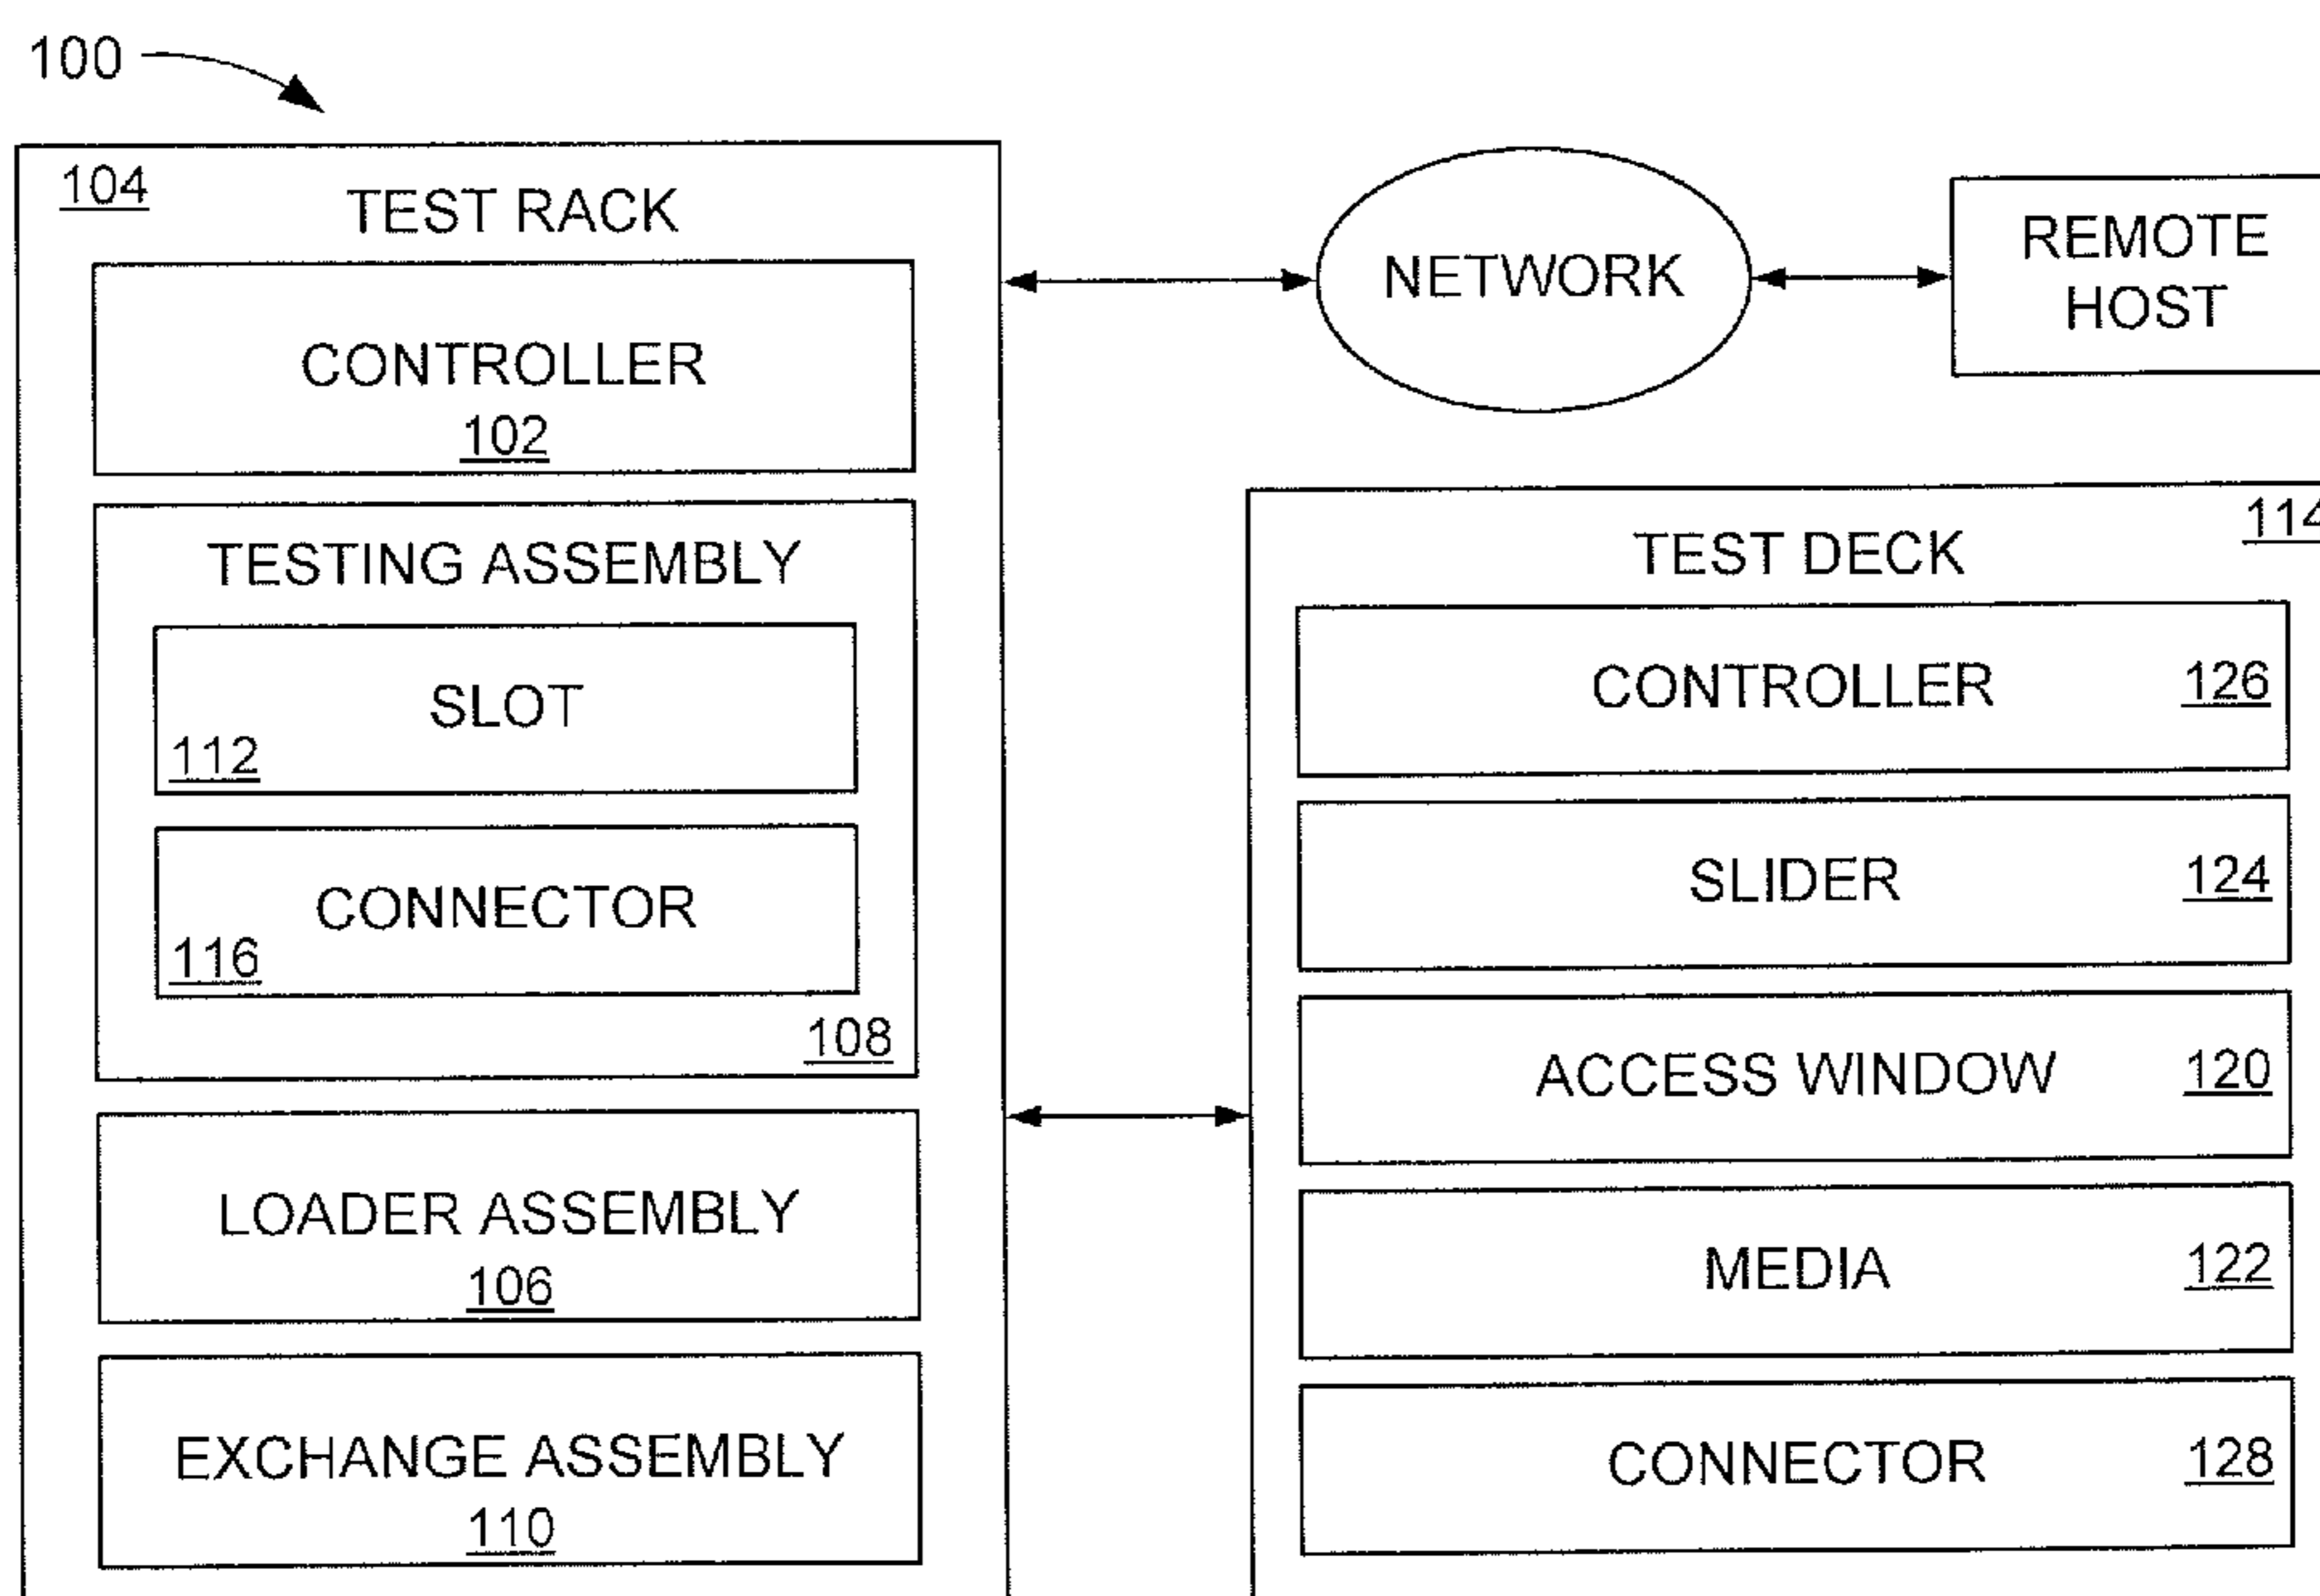 100
104
TEST RACK
CONTROLLER
102
TESTING ASSEMBLY
SLOT
112
CONNECTOR
116
108
LOADER ASSEMBLY
106
EXCHANGE ASSEMBLY
110
NETWORK
REMOTE
HOST
114
TEST DECK
CONTROLLER 126
SLIDER 124
ACCESS WINDOW 120
MEDIA 122
CONNECTOR 128